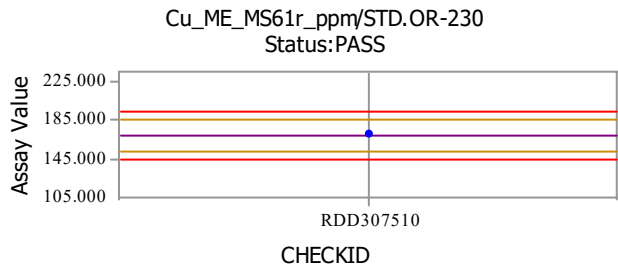 Cu_ME_MS61r_ppm/STD.OR-230
Status:PASS
Assay Value
225.000
185.000
145.000
105.000
RDD307510
CHECKID